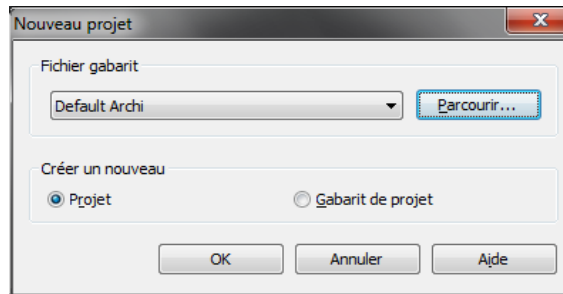 Nouveau projet
Fichier gabarit
Default Archi
Parcourir...
Créer un nouveau
Projet
Gabarit de projet
OK
Annuler
Aide